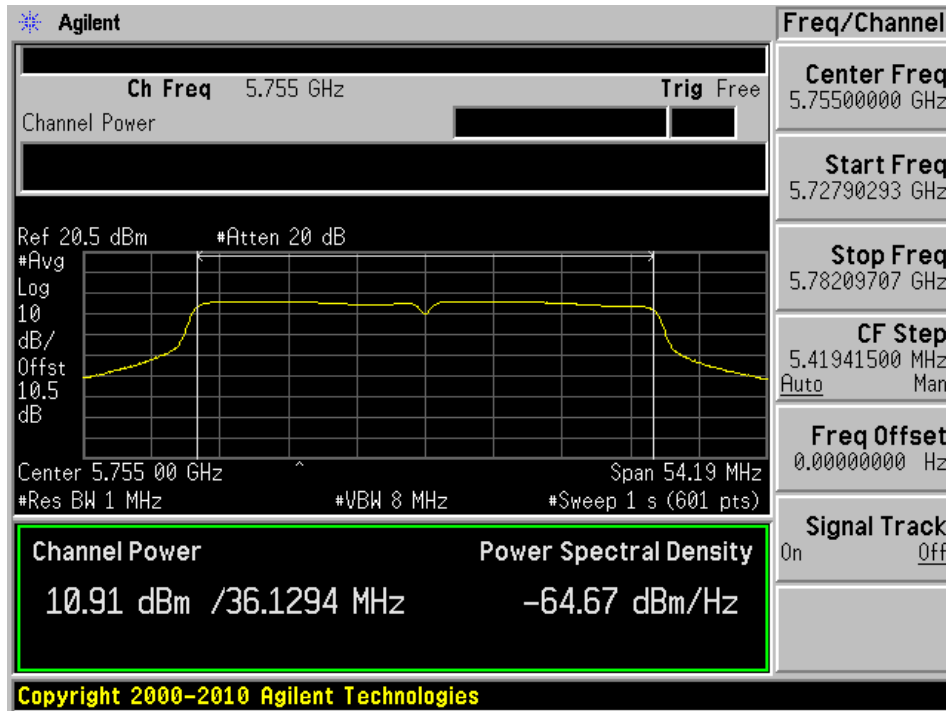 Agilent
Freq/Channel
Ch Freq 5.755 GHz Trig Free
Channel Power
Ref 20.5 dBm #Atten 20 dB
#Avg
Log
10
dB/
Offst
10.5
dB
Center 5.755 00 GHz ^ Span 54.19 MHz
#Res BW 1 MHz #VBW 8 MHz #Sweep 1 s (601 pts)
Channel Power Power Spectral Density
10.91 dBm /36.1294 MHz -64.67 dBm/Hz
Center Freq
5.75500000 GHz
Start Freq
5.72790293 GHz
Stop Freq
5.78209707 GHz
CF Step
5.41941500 MHz
Auto Man
Freq Offset
0.00000000 Hz
Signal Track
On Off
Copyright 2000-2010 Agilent Technologies